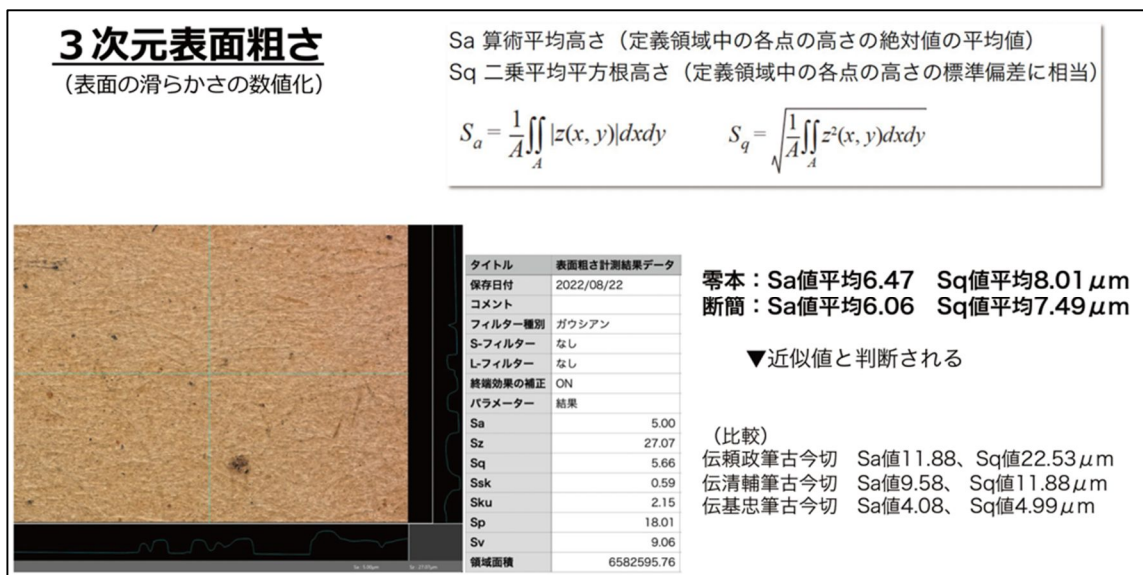 ３次元表面粗さ
（表面の滑らかさの数値化）
Sa 算術平均高さ（定義領域中の各点の高さの絶対値の平均値）
Sq 二乗平均平方根高さ（定義領域中の各点の高さの標準偏差に相当）
S_a = 1/A ∬_A |z(x, y)|dxdy
S_q = √(1/A ∬_A z²(x, y)dxdy)
タイトル 表面粗さ計測結果データ
保存日付 2022/08/22
コメント
フィルター種別 ガウシアン
S-フィルター なし
L-フィルター なし
終端効果の補正 ON
パラメーター 結果
Sa 5.00
Sz 27.07
Sq 5.66
Ssk 0.59
Sku 2.15
Sp 18.01
Sv 9.06
領域面積 6582595.76
零本：Sa値平均6.47　Sq値平均8.01μm
断簡：Sa値平均6.06　Sq値平均7.49μm
▼近似値と判断される
（比較）
伝頼政筆古今切　Sa値11.88、Sq値22.53μm
伝清輔筆古今切　Sa値9.58、 Sq値11.88μm
伝基忠筆古今切　Sa値4.08、 Sq値4.99μm